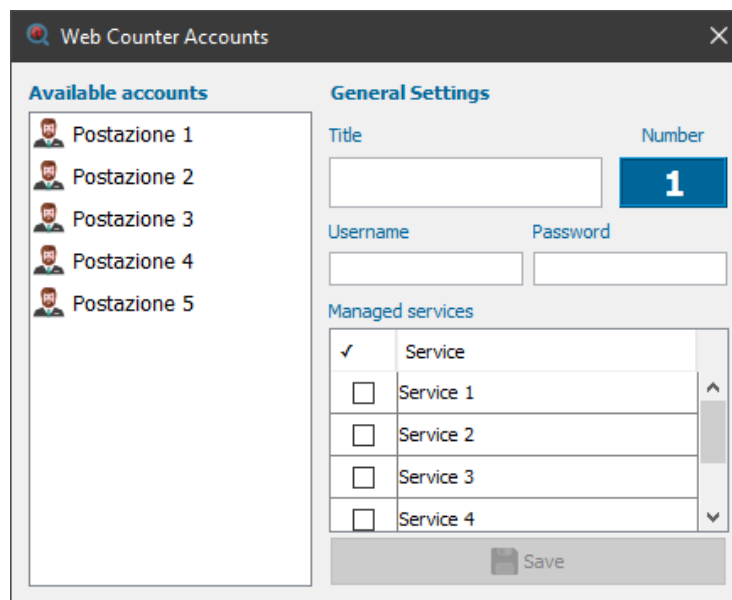 Web Counter Accounts
Available accounts
Postazione 1
Postazione 2
Postazione 3
Postazione 4
Postazione 5
General Settings
Title
Number
1
Username
Password
Managed services
✓ Service
Service 1
Service 2
Service 3
Service 4
Save